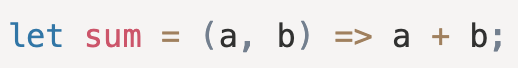 let sum = (a, b) => a + b;